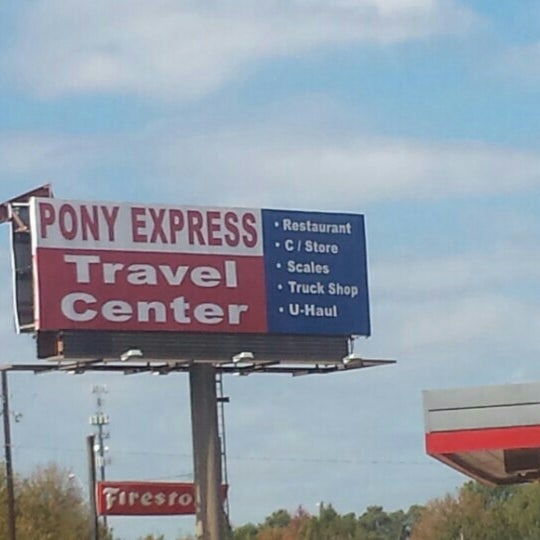 PONY EXPRESS
Travel
Center
• Restaurant
• C / Store
• Scales
• Truck Shop
• U-Haul
Firesto